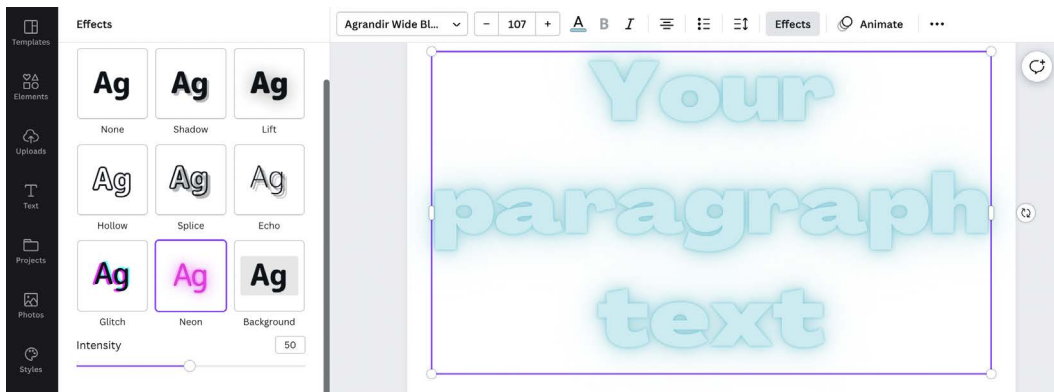 Templates
Elements
Uploads
Text
Projects
Photos
Styles
Effects
Ag Ag Ag
None Shadow Lift
Ag Ag Ag
Hollow Splice Echo
Ag Ag Ag
Glitch Neon Background
Intensity 50
Agrandir Wide Bl... − 107 + A B I Effects Animate •••
Your
paragraph
text